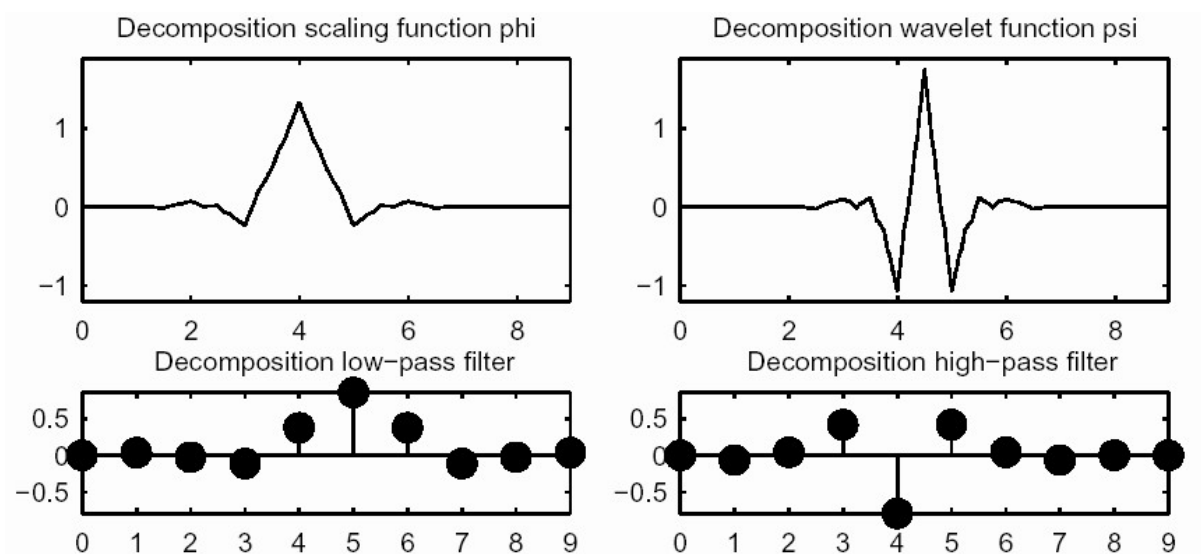 Decomposition scaling function phi
1
0
−1
0 2 4 6 8
Decomposition wavelet function psi
1
0
−1
0 2 4 6 8
Decomposition low−pass filter
0.5
0
−0.5
0 1 2 3 4 5 6 7 8 9
Decomposition high−pass filter
0.5
0
−0.5
0 1 2 3 4 5 6 7 8 9